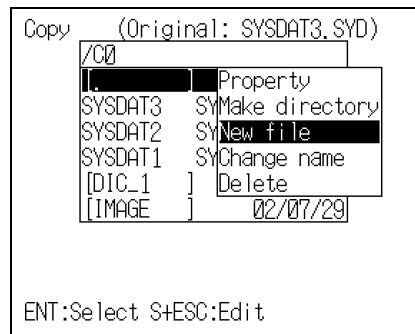 Copy (Original: SYSDAT3.SYD)
/C0
[. ]
Property
SYSDAT3 SY
Make directory
SYSDAT2 SY
New file
SYSDAT1 SY
Change name
[DIC_1 ]
Delete
[IMAGE ] 02/07/29
ENT:Select S+ESC:Edit